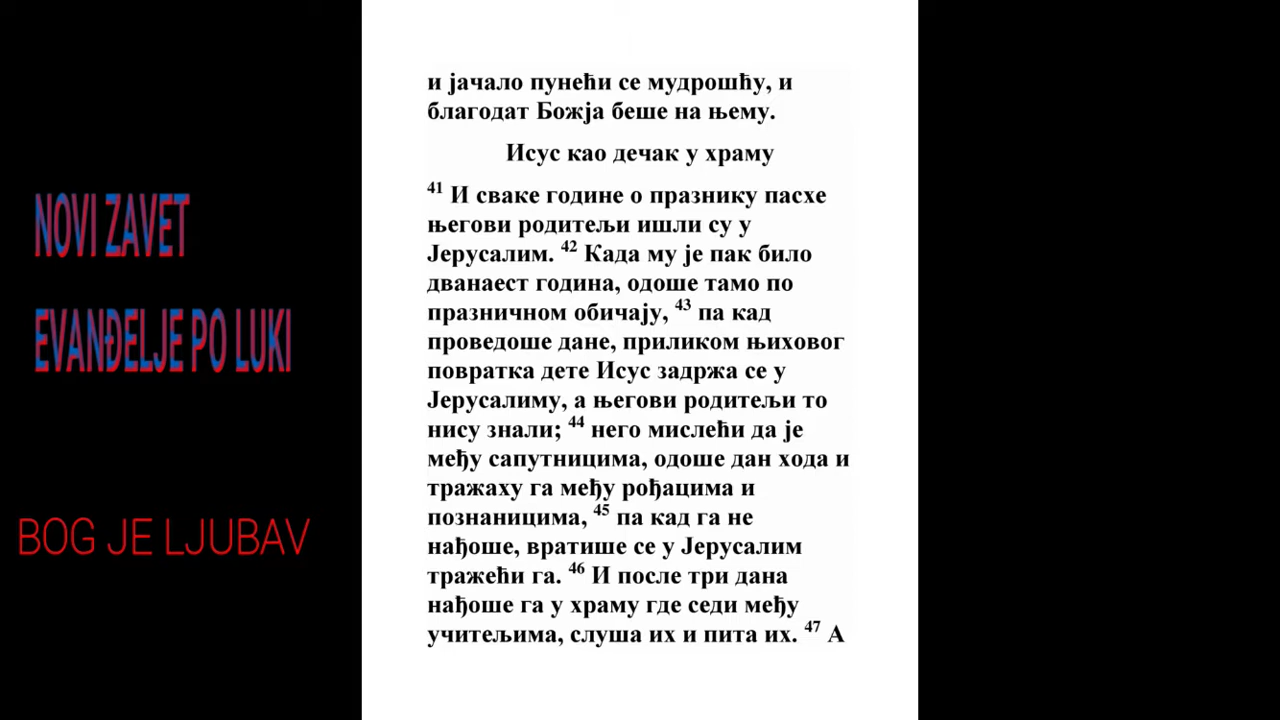 NOVI ZAVET
EVANĐELJE PO LUKI
BOG JE LJUBAV
и јачало пунећи се мудрошћу, и
благодат Божја беше на њему.
Исус као дечак у храму
41 И сваке године о празнику пасхе
његови родитељи ишли су у
Јерусалим. 42 Када му је пак било
дванаест година, одоше тамо по
празничном обичају, 43 па кад
проведоше дане, приликом њиховог
повратка дете Исус задржа се у
Јерусалиму, а његови родитељи то
нису знали; 44 него мислећи да је
међу сапутницима, одоше дан хода и
тражаху га међу рођацима и
познаницима, 45 па кад га не
нађоше, вратише се у Јерусалим
тражећи га. 46 И после три дана
нађоше га у храму где седи међу
учитељима, слуша их и пита их. 47 А